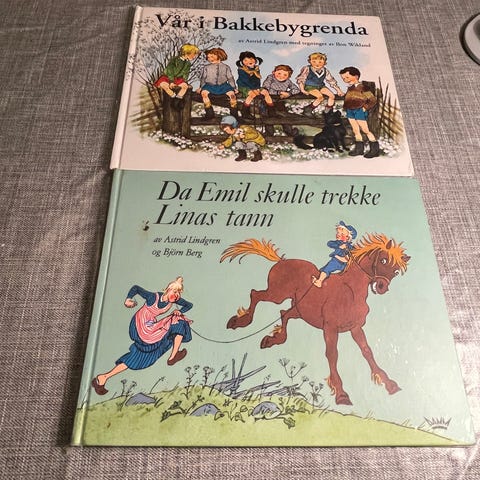 Vår i Bakkebygrenda
av Astrid Lindgren med tegninger av Ilon Wikland
Da Emil skulle trekke
Linas tann
av Astrid Lindgren
og Björn Berg
DAMM